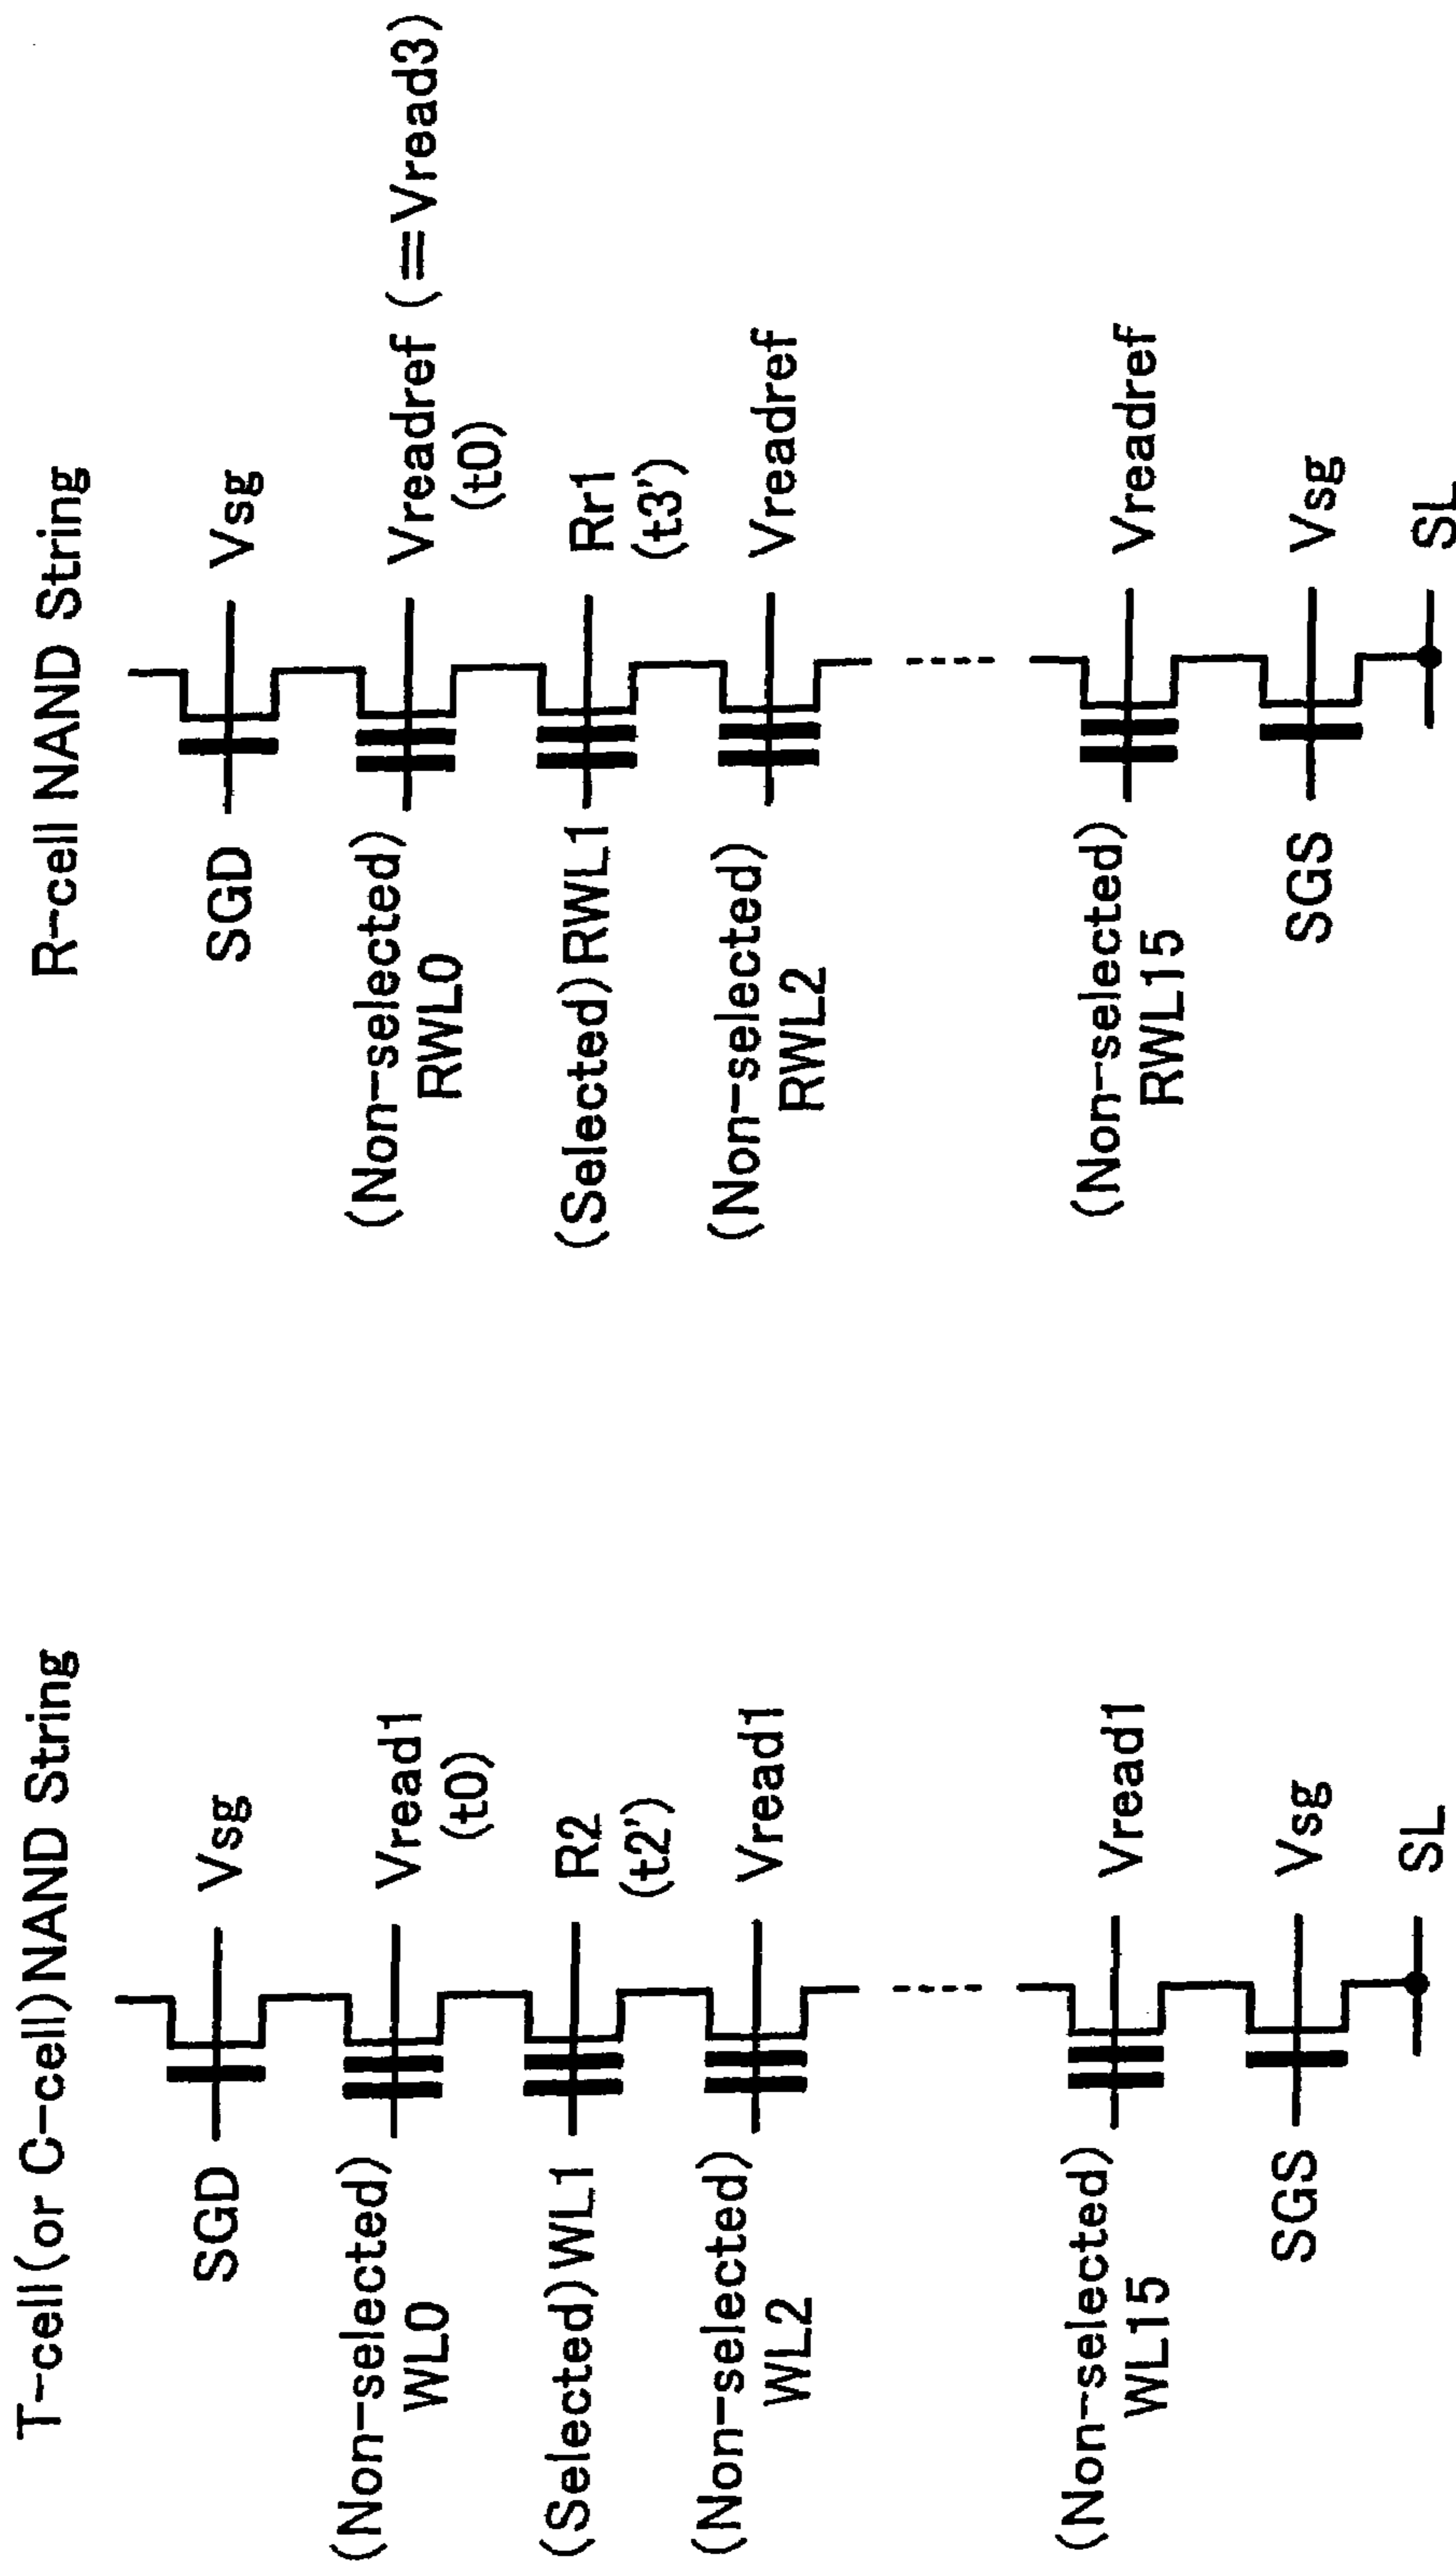 T-cell(or C-cell)NAND String
SGD
Vsg
(Non-selected)
WL0
Vread1
(t0)
(Selected)WL1
R2
(t2')
(Non-selected)
WL2
Vread1
(Non-selected)
WL15
Vread1
SGS
Vsg
SL
R-cell NAND String
SGD
Vsg
(Non-selected)
RWL0
Vreadref (=Vread3)
(t0)
(Selected)RWL1
Rr1
(t3')
(Non-selected)
RWL2
Vreadref
(Non-selected)
RWL15
Vreadref
SGS
Vsg
SL